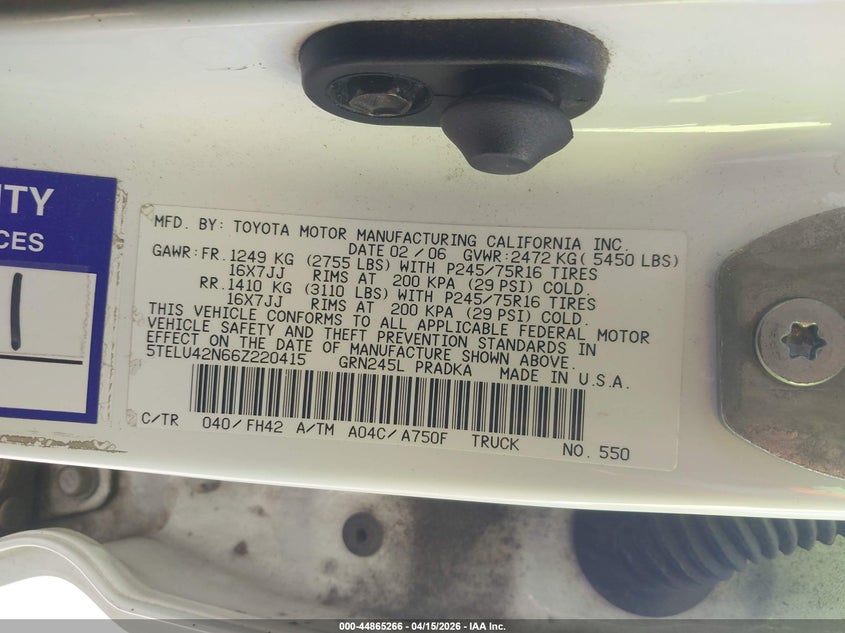 ITY
CES
1
MFD. BY: TOYOTA MOTOR MANUFACTURING CALIFORNIA INC.
DATE 02 / 06 GVWR: 2472 KG ( 5450 LBS)
GAWR: FR. 1249 KG (2755 LBS) WITH P245/75R16 TIRES
16X7JJ RIMS AT 200 KPA (29 PSI) COLD.
RR. 1410 KG (3110 LBS) WITH P245/75R16 TIRES
16X7JJ RIMS AT 200 KPA (29 PSI) COLD.
THIS VEHICLE CONFORMS TO ALL APPLICABLE FEDERAL MOTOR
VEHICLE SAFETY AND THEFT PREVENTION STANDARDS IN
EFFECT ON THE DATE OF MANUFACTURE SHOWN ABOVE.
5TELU42N66Z220415 GRN245L PRADKA MADE IN U.S.A.
C/TR 040/FH42 A/TM A04C/A750F TRUCK NO. 550
000-44865266 - 04/15/2026 - IAA Inc.